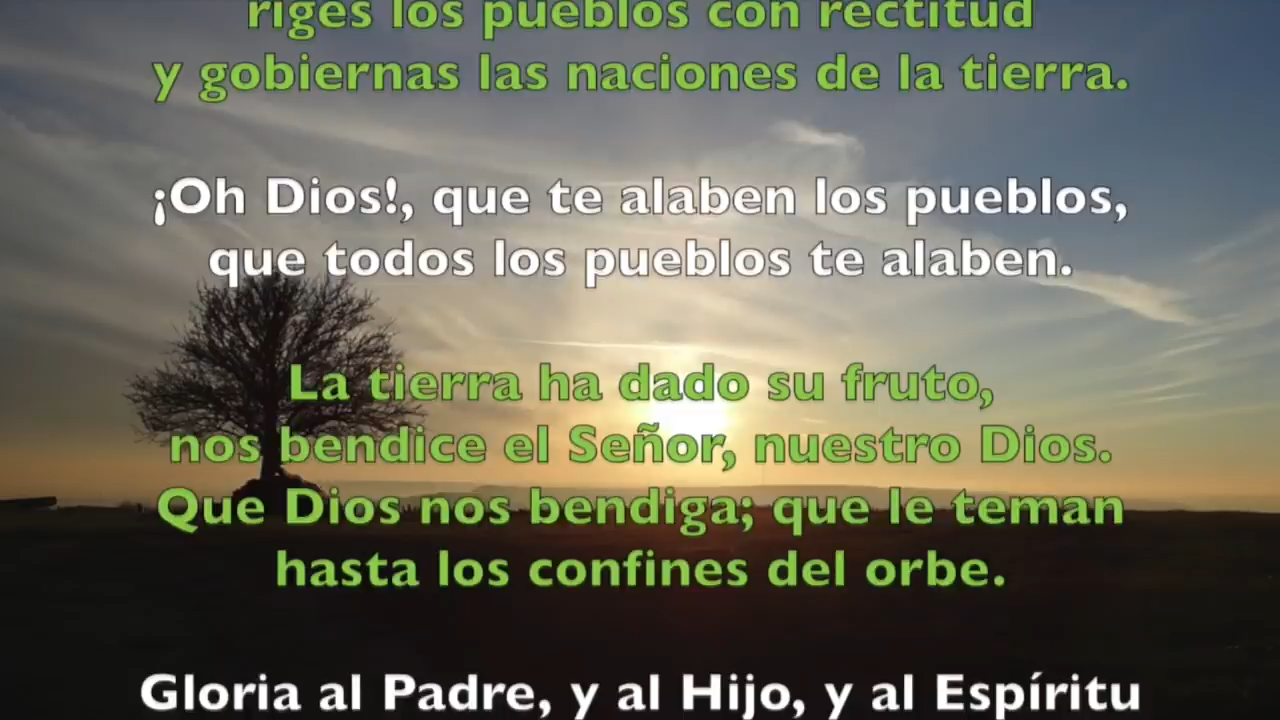 riges los pueblos con rectitud
y gobiernas las naciones de la tierra.
¡Oh Dios!, que te alaben los pueblos,
que todos los pueblos te alaben.
La tierra ha dado su fruto,
nos bendice el Señor, nuestro Dios.
Que Dios nos bendiga; que le teman
hasta los confines del orbe.
Gloria al Padre, y al Hijo, y al Espíritu